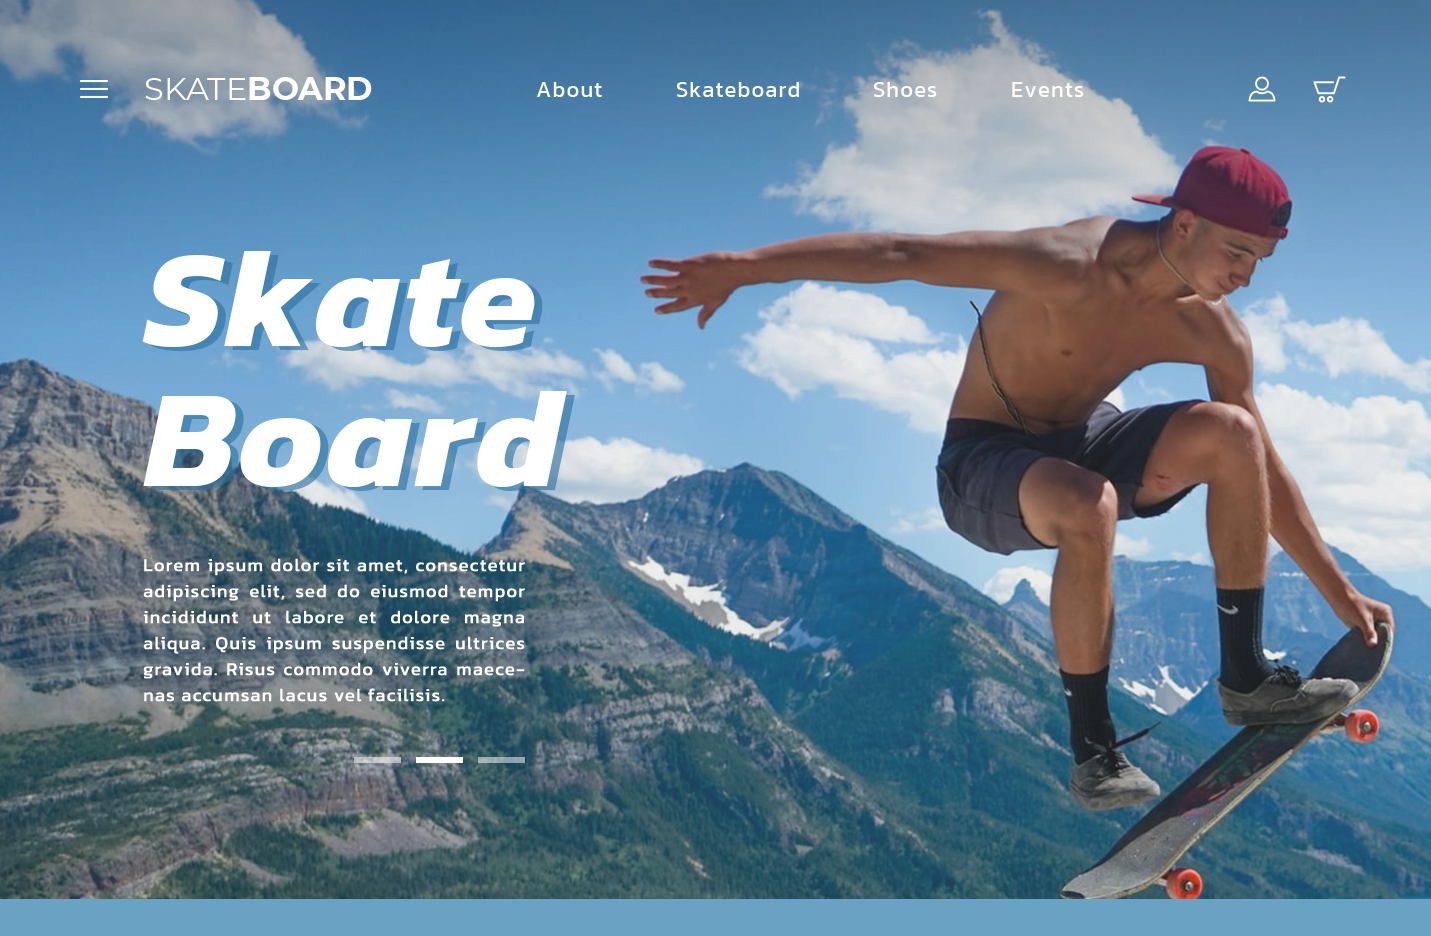 SKATEBOARD
About Skateboard Shoes Events
Skate
Board
Lorem ipsum dolor sit amet, consectetur
adipiscing elit, sed do eiusmod tempor
incididunt ut labore et dolore magna
aliqua. Quis ipsum suspendisse ultrices
gravida. Risus commodo viverra maece-
nas accumsan lacus vel facilisis.